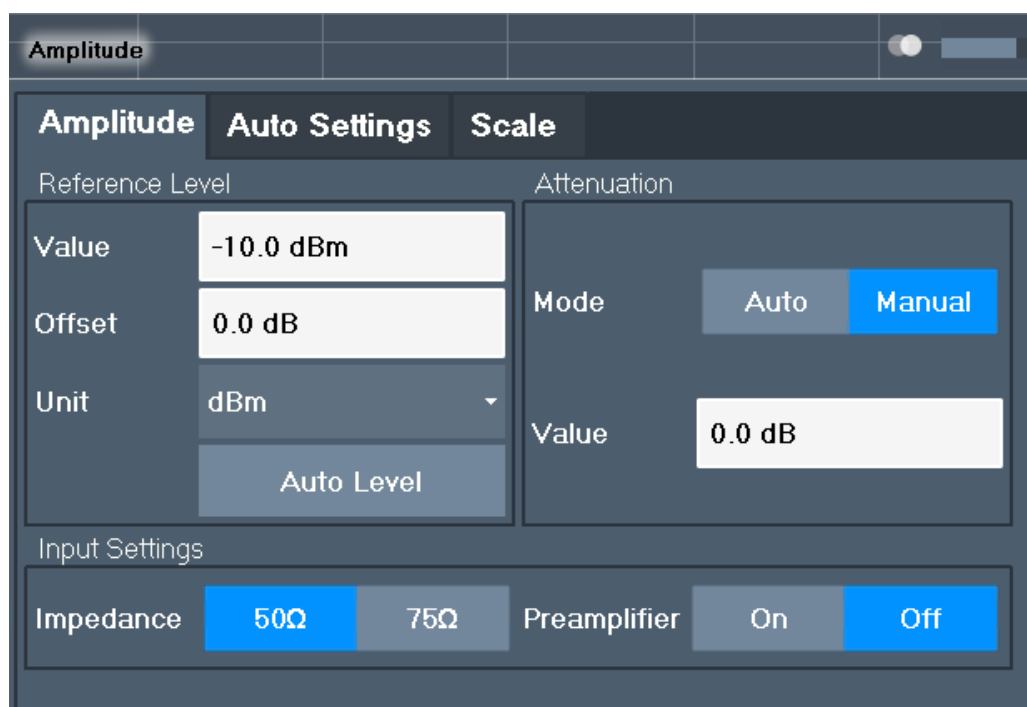 Amplitude
Amplitude Auto Settings Scale
Reference Level
Value -10.0 dBm
Offset 0.0 dB
Unit dBm
Auto Level
Attenuation
Mode Auto Manual
Value 0.0 dB
Input Settings
Impedance 50Ω 75Ω Preamplifier On Off